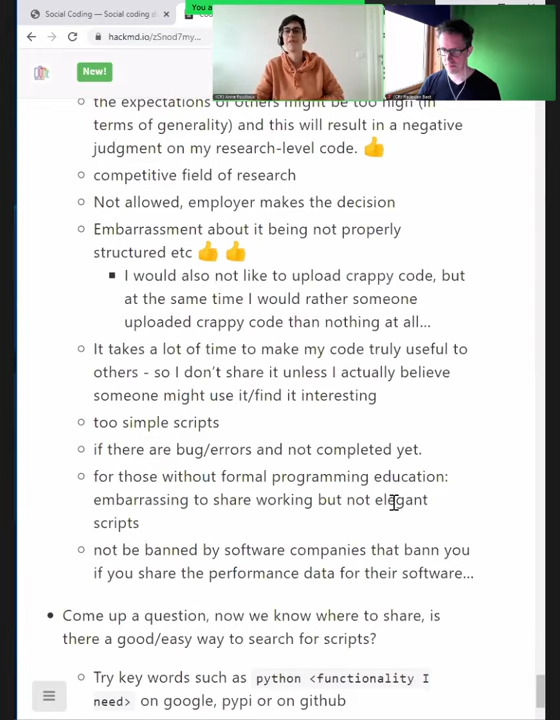 Social Coding — Social coding d
You a
hackmd.io/zSnod7my...
New!
the expectations of others might be too high (in
terms of generality) and this will result in a negative
judgment on my research-level code. 👍
competitive field of research
Not allowed, employer makes the decision
Embarrassment about it being not properly
structured etc 👍 👍
I would also not like to upload crappy code, but
at the same time I would rather someone
uploaded crappy code than nothing at all...
It takes a lot of time to make my code truly useful to
others - so I don't share it unless I actually believe
someone might use it/find it interesting
too simple scripts
if there are bug/errors and not completed yet.
for those without formal programming education:
embarrassing to share working but not elegant
scripts
not be banned by software companies that bann you
if you share the performance data for their software...
Come up a question, now we know where to share, is
there a good/easy way to search for scripts?
Try key words such as python <functionality I
need> on google, pypi or on github